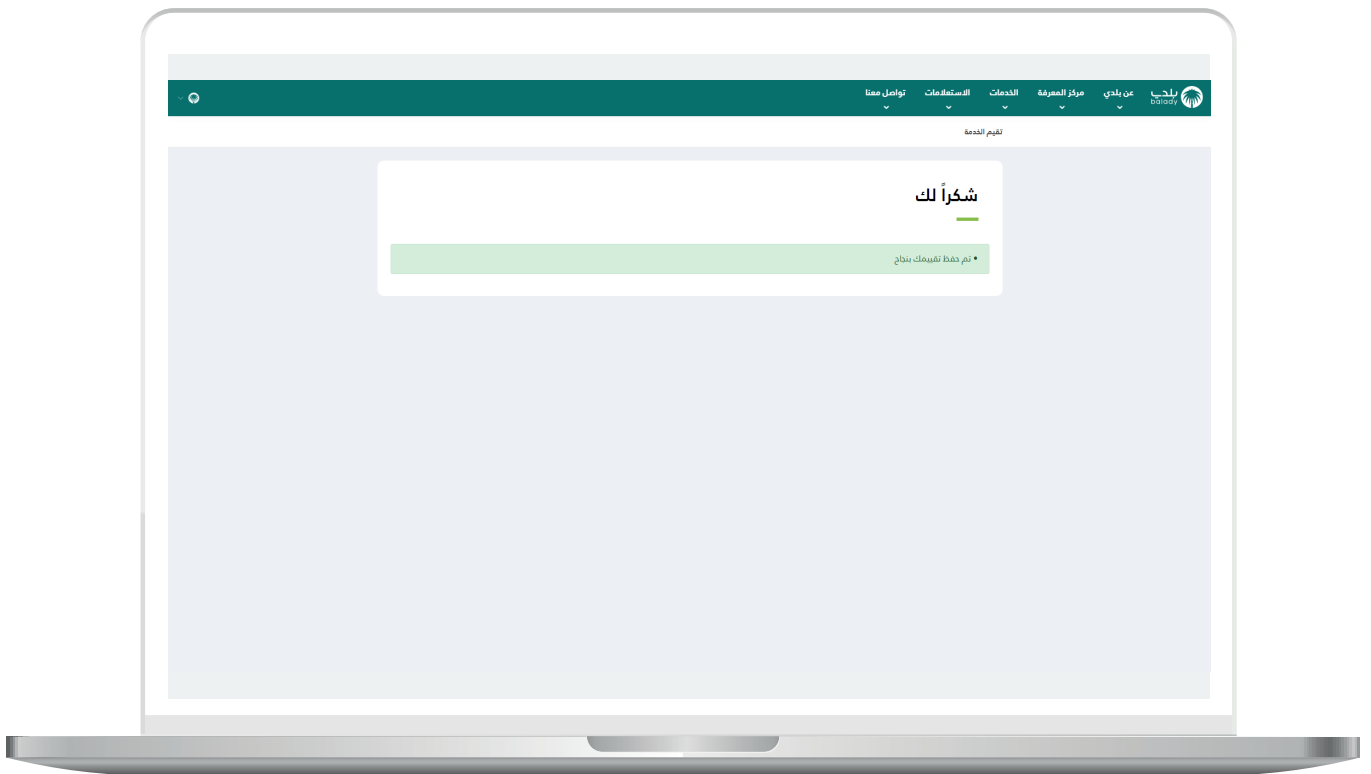 بلدي
balady
عن بلدي
مركز المعرفة
الخدمات
الاستعلامات
تواصل معنا
تقيم الخدمة
شكراً لك
• تم حفظ تقييمك بنجاح